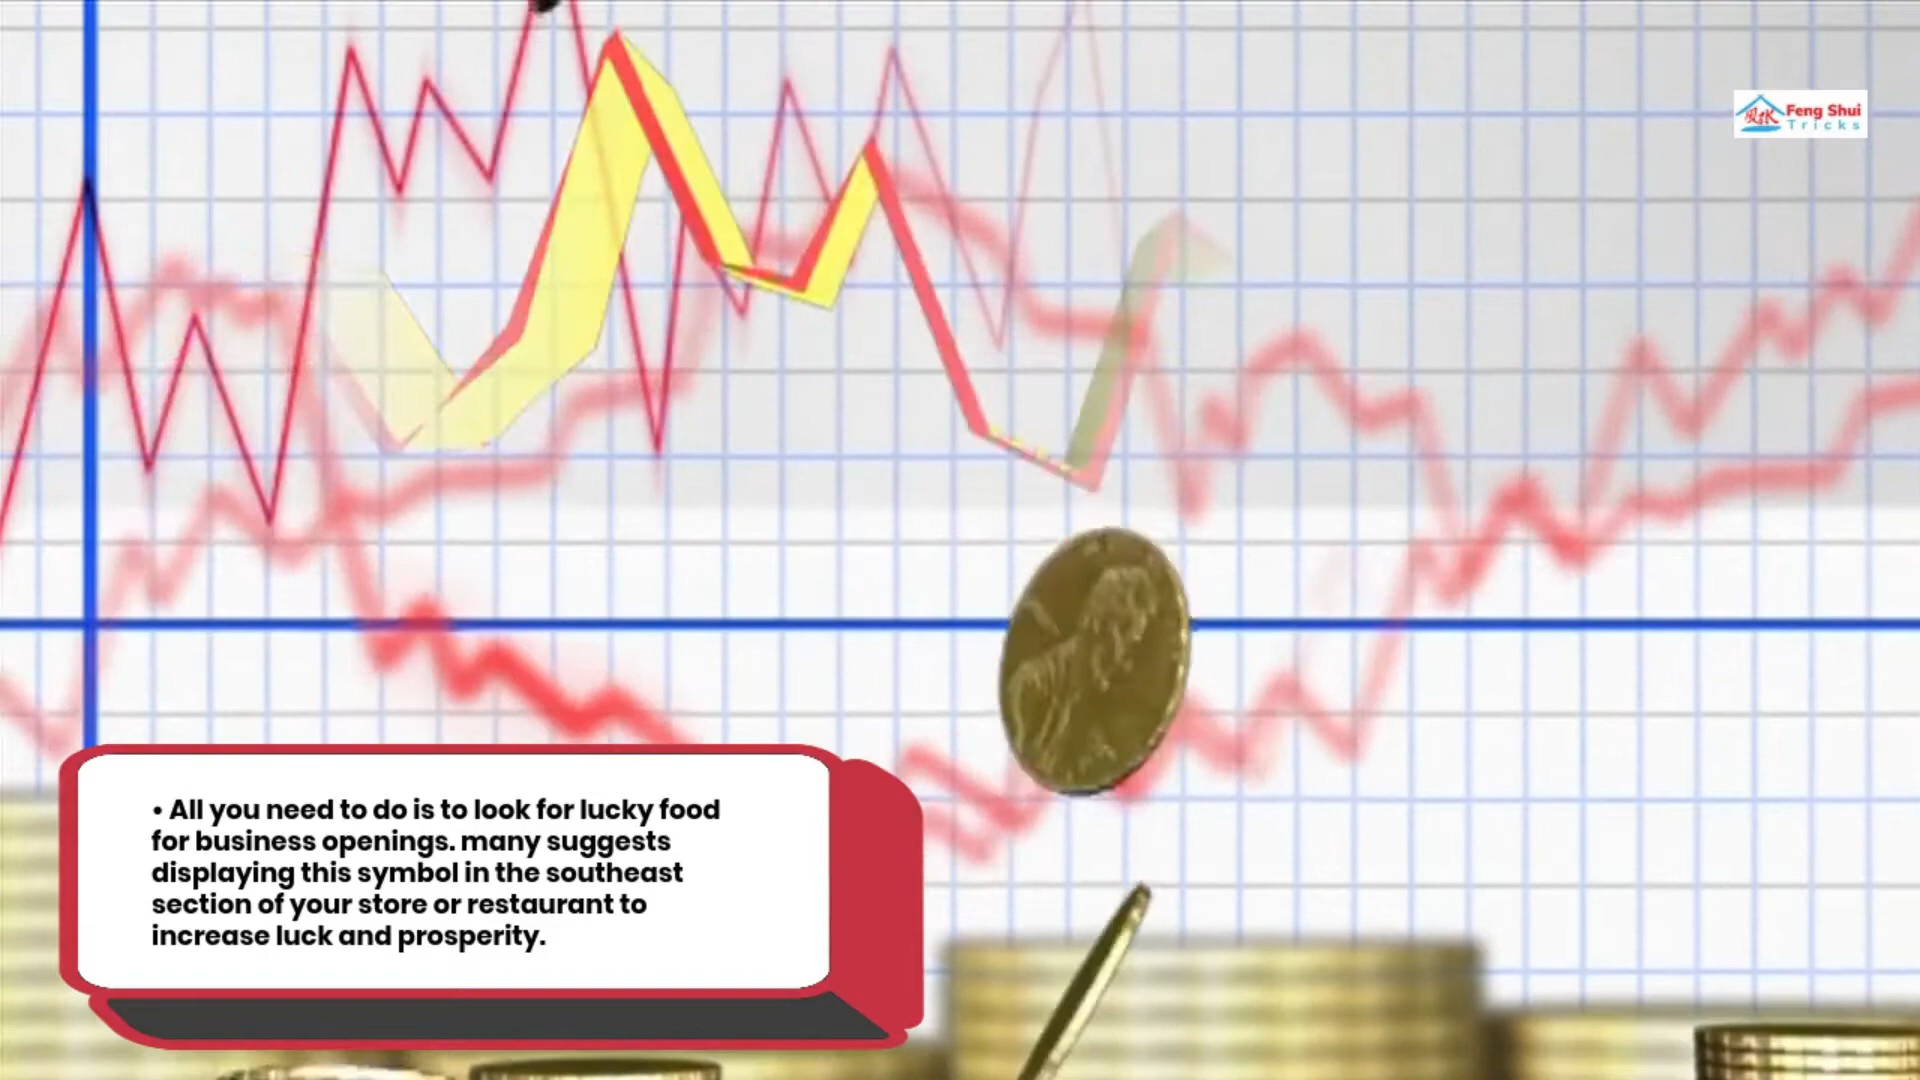 Feng Shui
Tricks
• All you need to do is to look for lucky food
for business openings. many suggests
displaying this symbol in the southeast
section of your store or restaurant to
increase luck and prosperity.